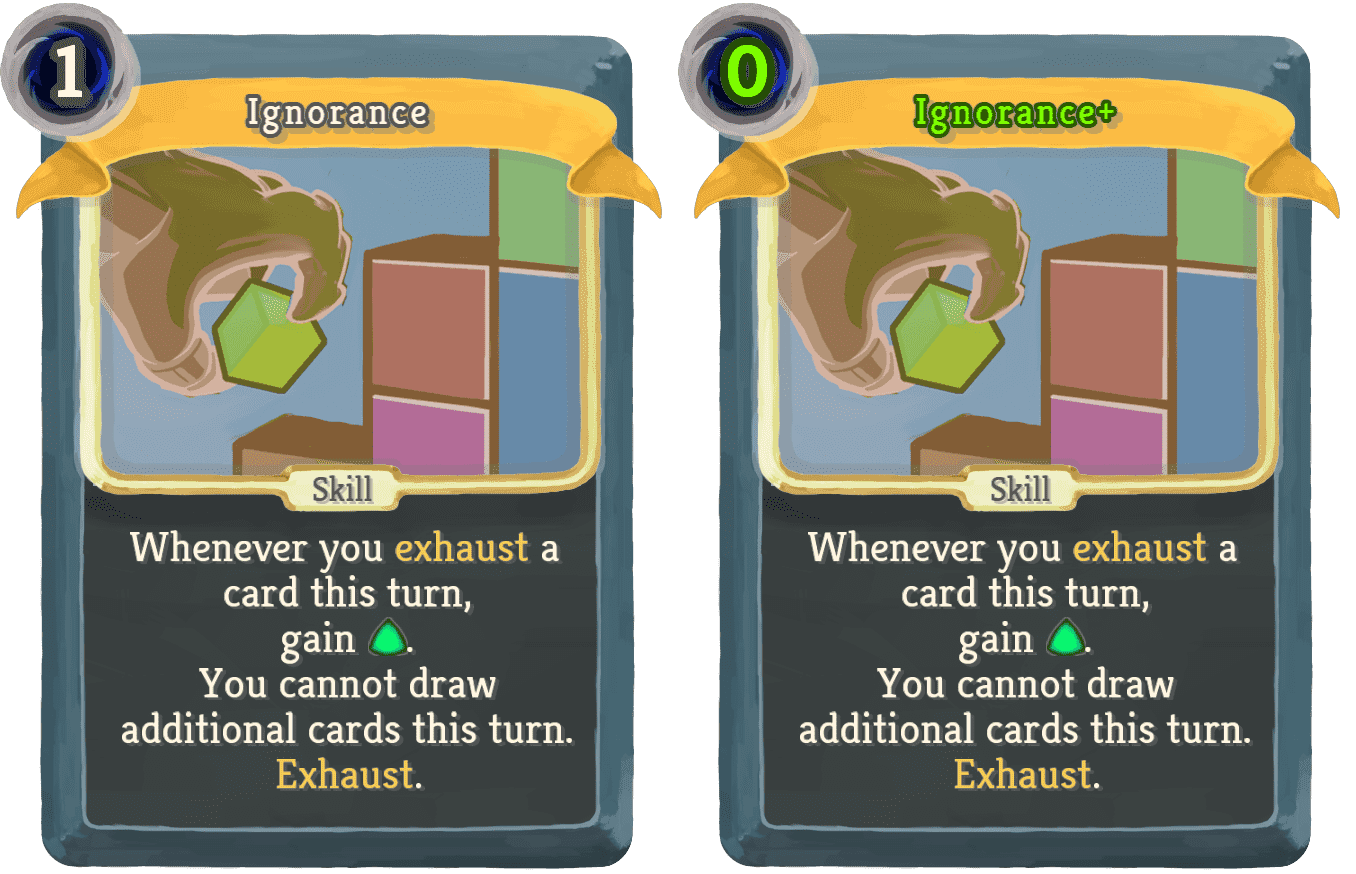 1
Ignorance
Skill
Whenever you exhaust a
card this turn,
gain .
You cannot draw
additional cards this turn.
Exhaust.
0
Ignorance+
Skill
Whenever you exhaust a
card this turn,
gain .
You cannot draw
additional cards this turn.
Exhaust.